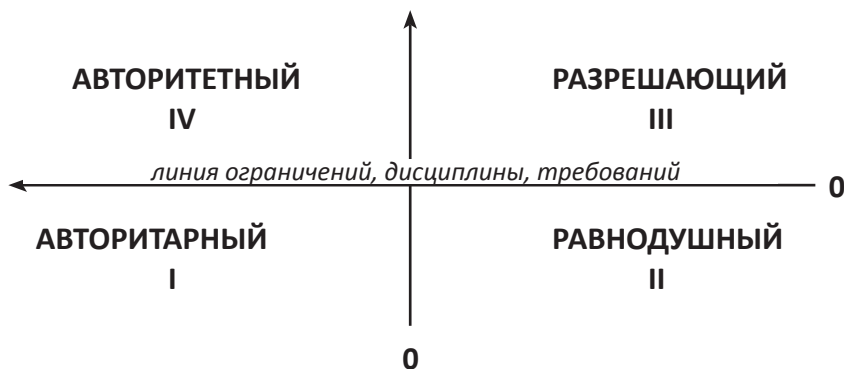 АВТОРИТЕТНЫЙ
IV
РАЗРЕШАЮЩИЙ
III
линия ограничений, дисциплины, требований
0
АВТОРИТАРНЫЙ
I
РАВНОДУШНЫЙ
II
0